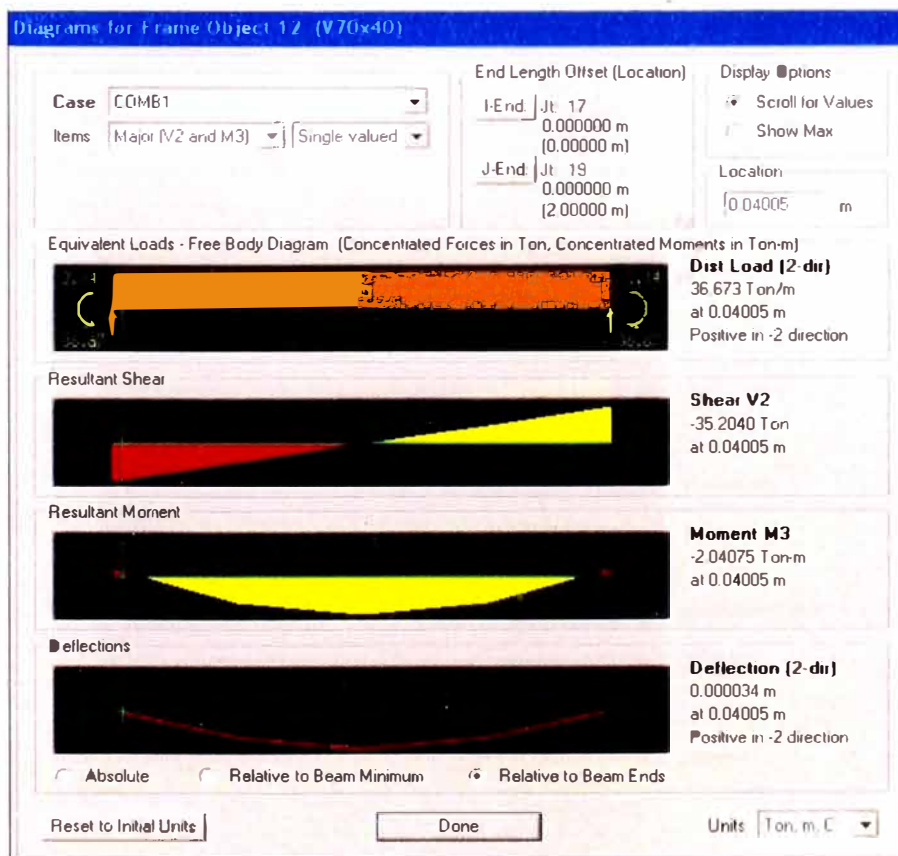 Diagrams for Frame Object 12 (V70x40)
Case COMB1
Items Major (V2 and M3) Single valued
End Length Offset (Location)
I-End: Jt: 17
0.000000 m
(0.00000 m)
J-End: Jt: 19
0.000000 m
(2.00000 m)
Display Options
Scroll for Values
Show Max
Location
0.04005 m
Equivalent Loads - Free Body Diagram (Concentrated Forces in Ton, Concentrated Moments in Ton-m)
Dist Load (2-dir)
36.673 Ton/m
at 0.04005 m
Positive in -2 direction
Resultant Shear
Shear V2
-35.2040 Ton
at 0.04005 m
Resultant Moment
Moment M3
-2.04075 Ton-m
at 0.04005 m
Deflections
Deflection (2-dir)
0.000034 m
at 0.04005 m
Positive in -2 direction
Absolute Relative to Beam Minimum Relative to Beam Ends
Reset to Initial Units Done Units Ton, m, C